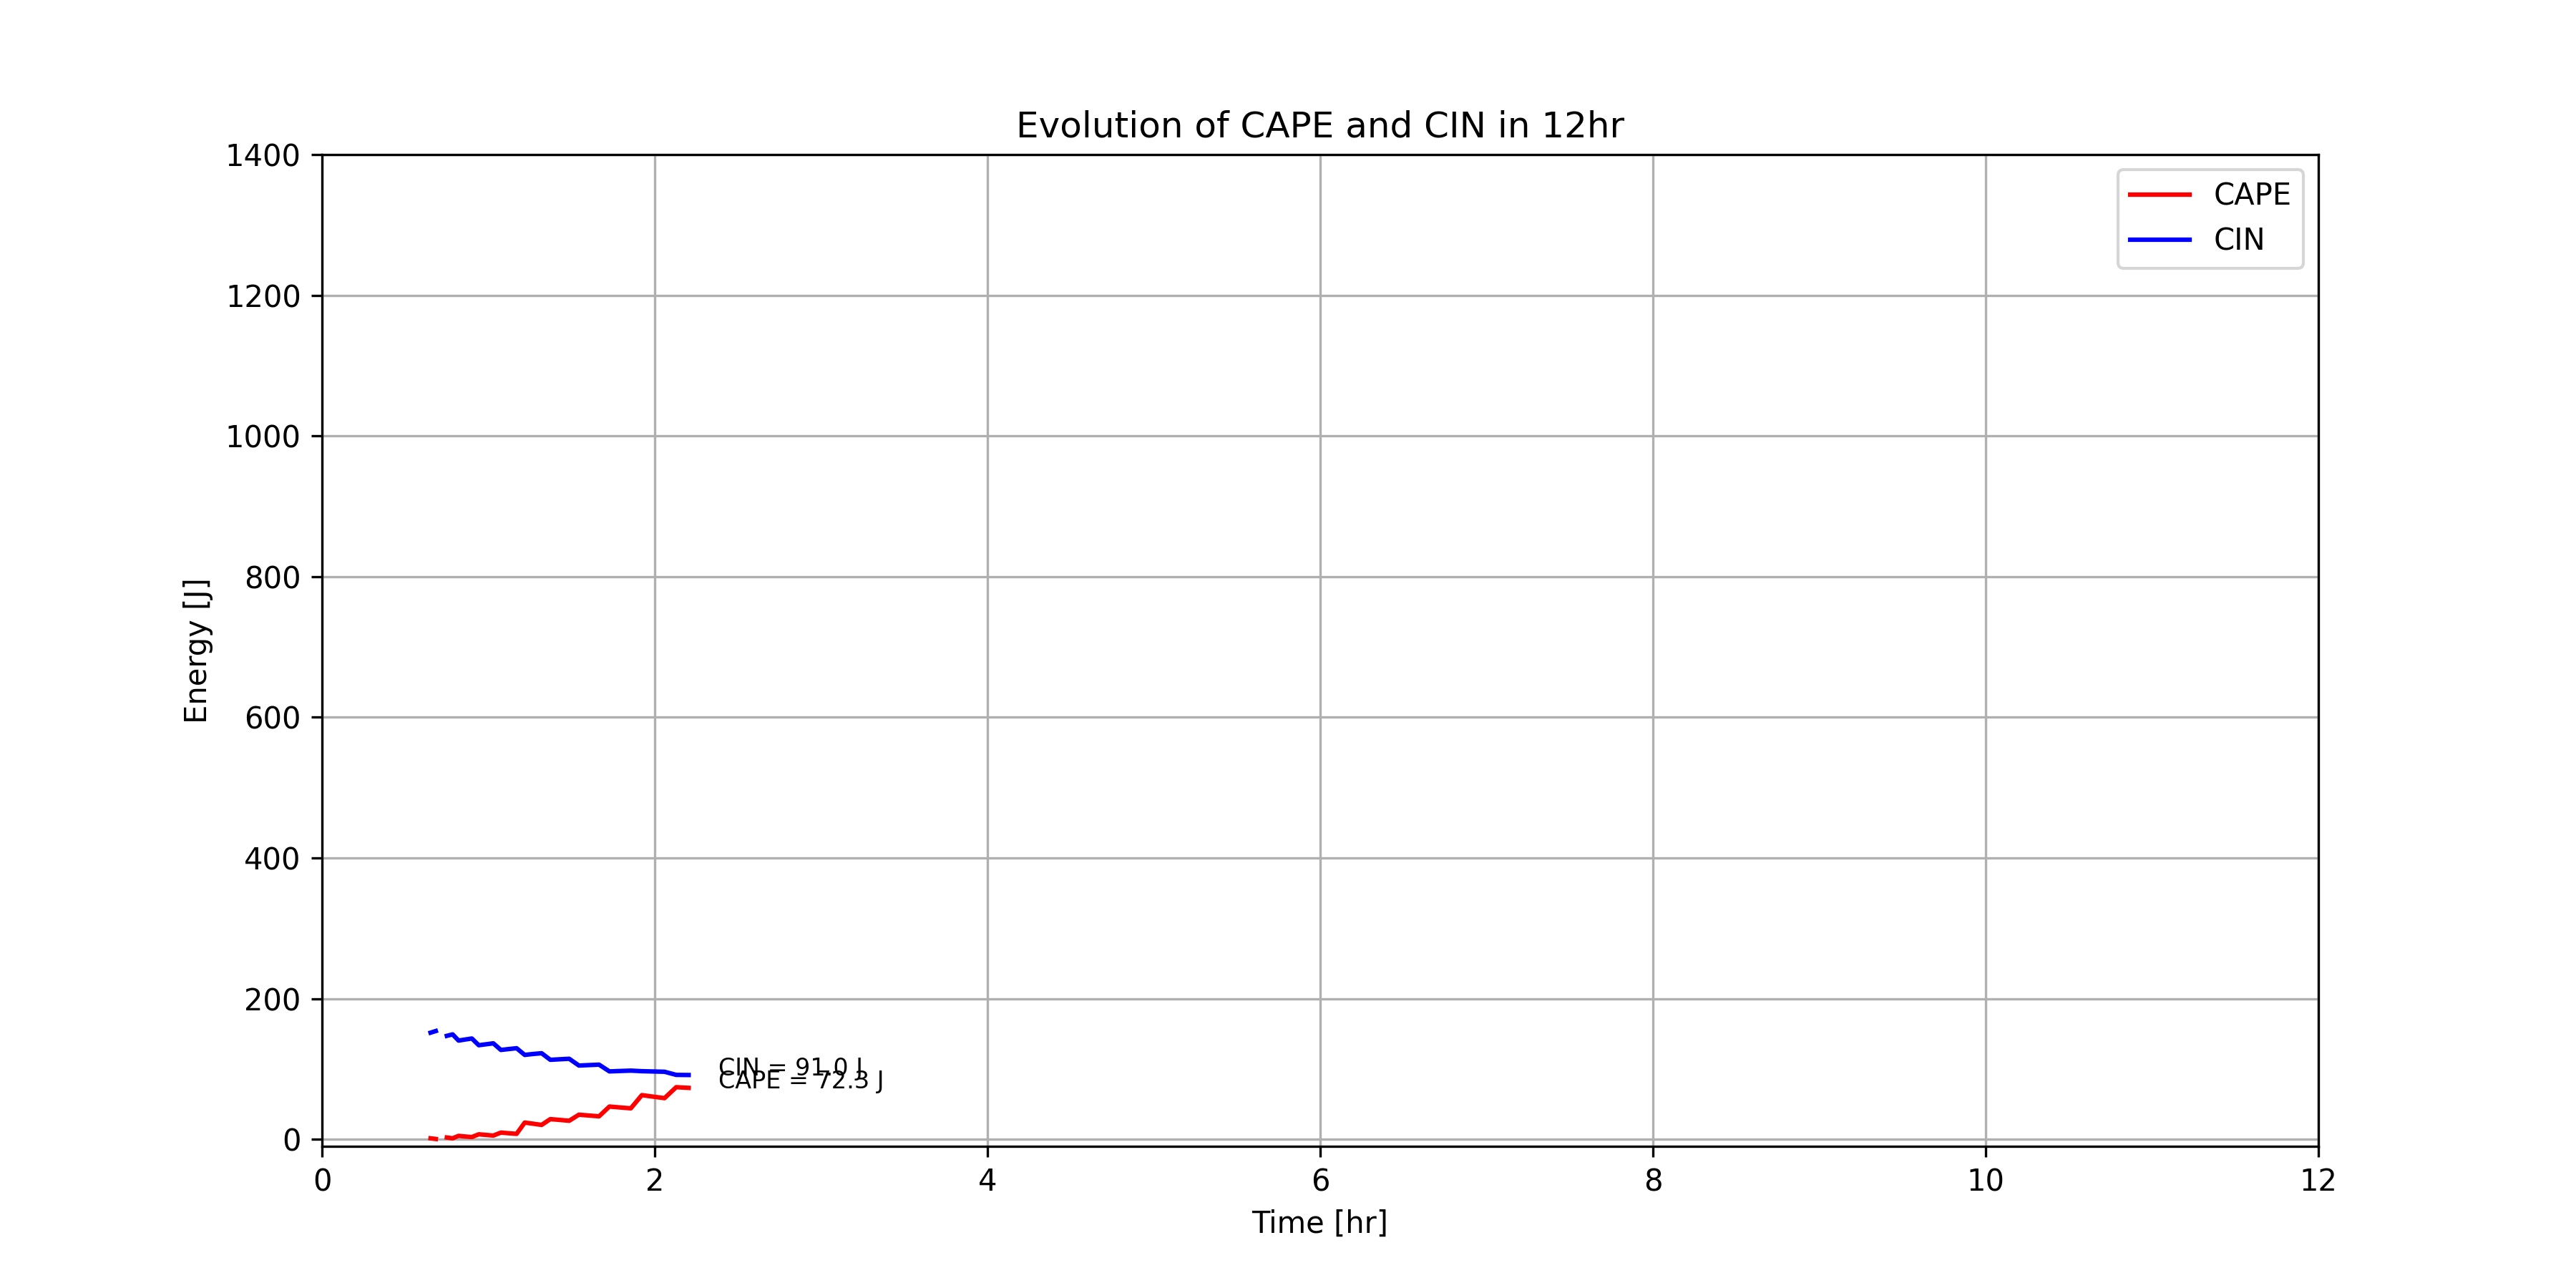 Evolution of CAPE and CIN in 12hr
1400
1200
1000
800
600
400
200
0
Energy [J]
CAPE
CIN
CIN = 91.0 J
CAPE = 72.3 J
0 2 4 6 8 10 12
Time [hr]